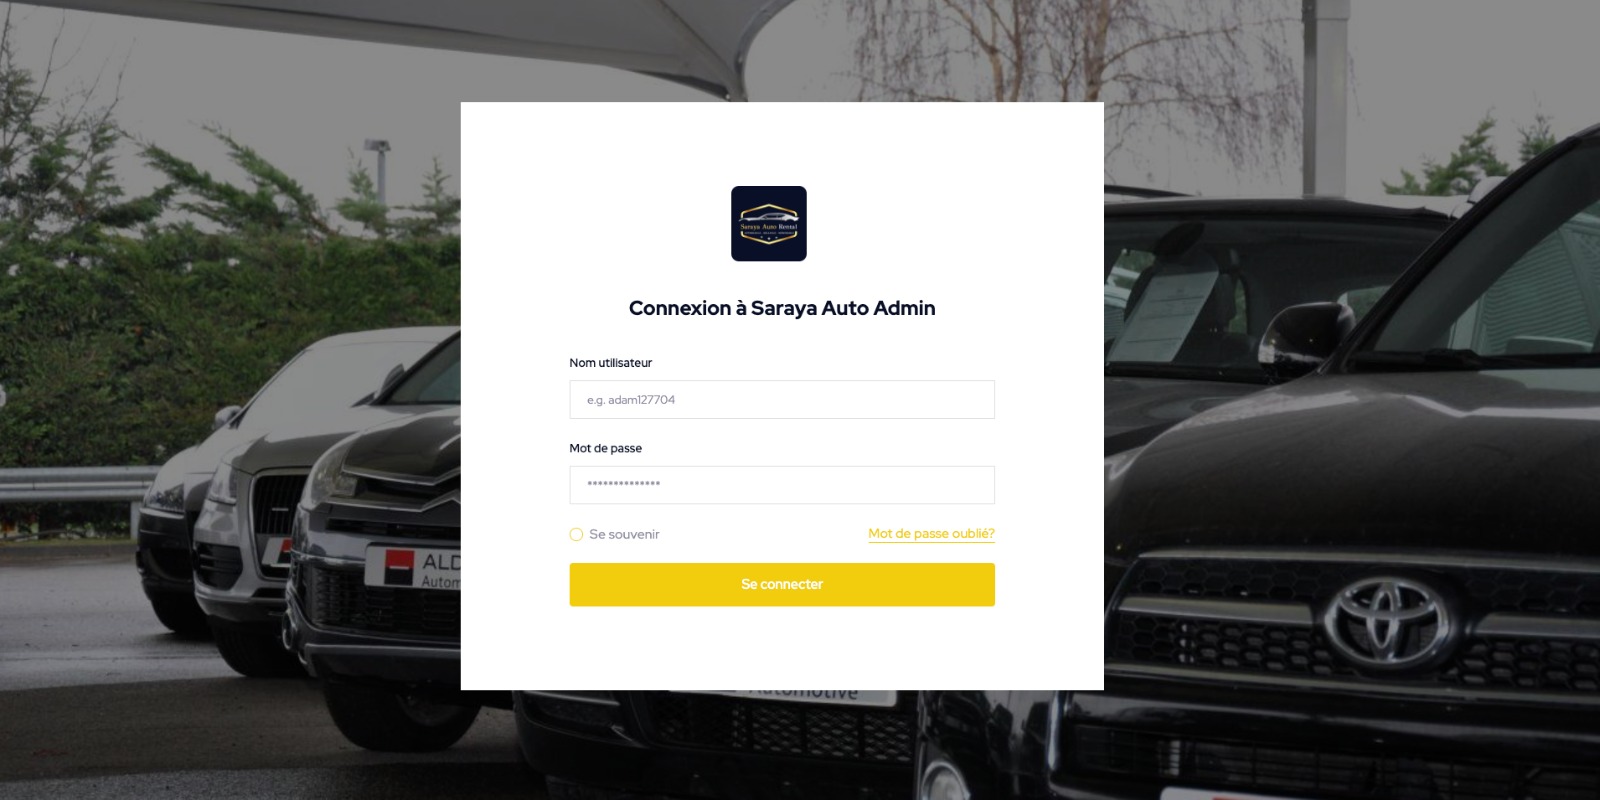 Saraya Auto Rental
Connexion à Saraya Auto Admin
Nom utilisateur
e.g. adam127704
Mot de passe
**************
Se souvenir
Mot de passe oublié?
Se connecter
ALD
Autom
Automotive